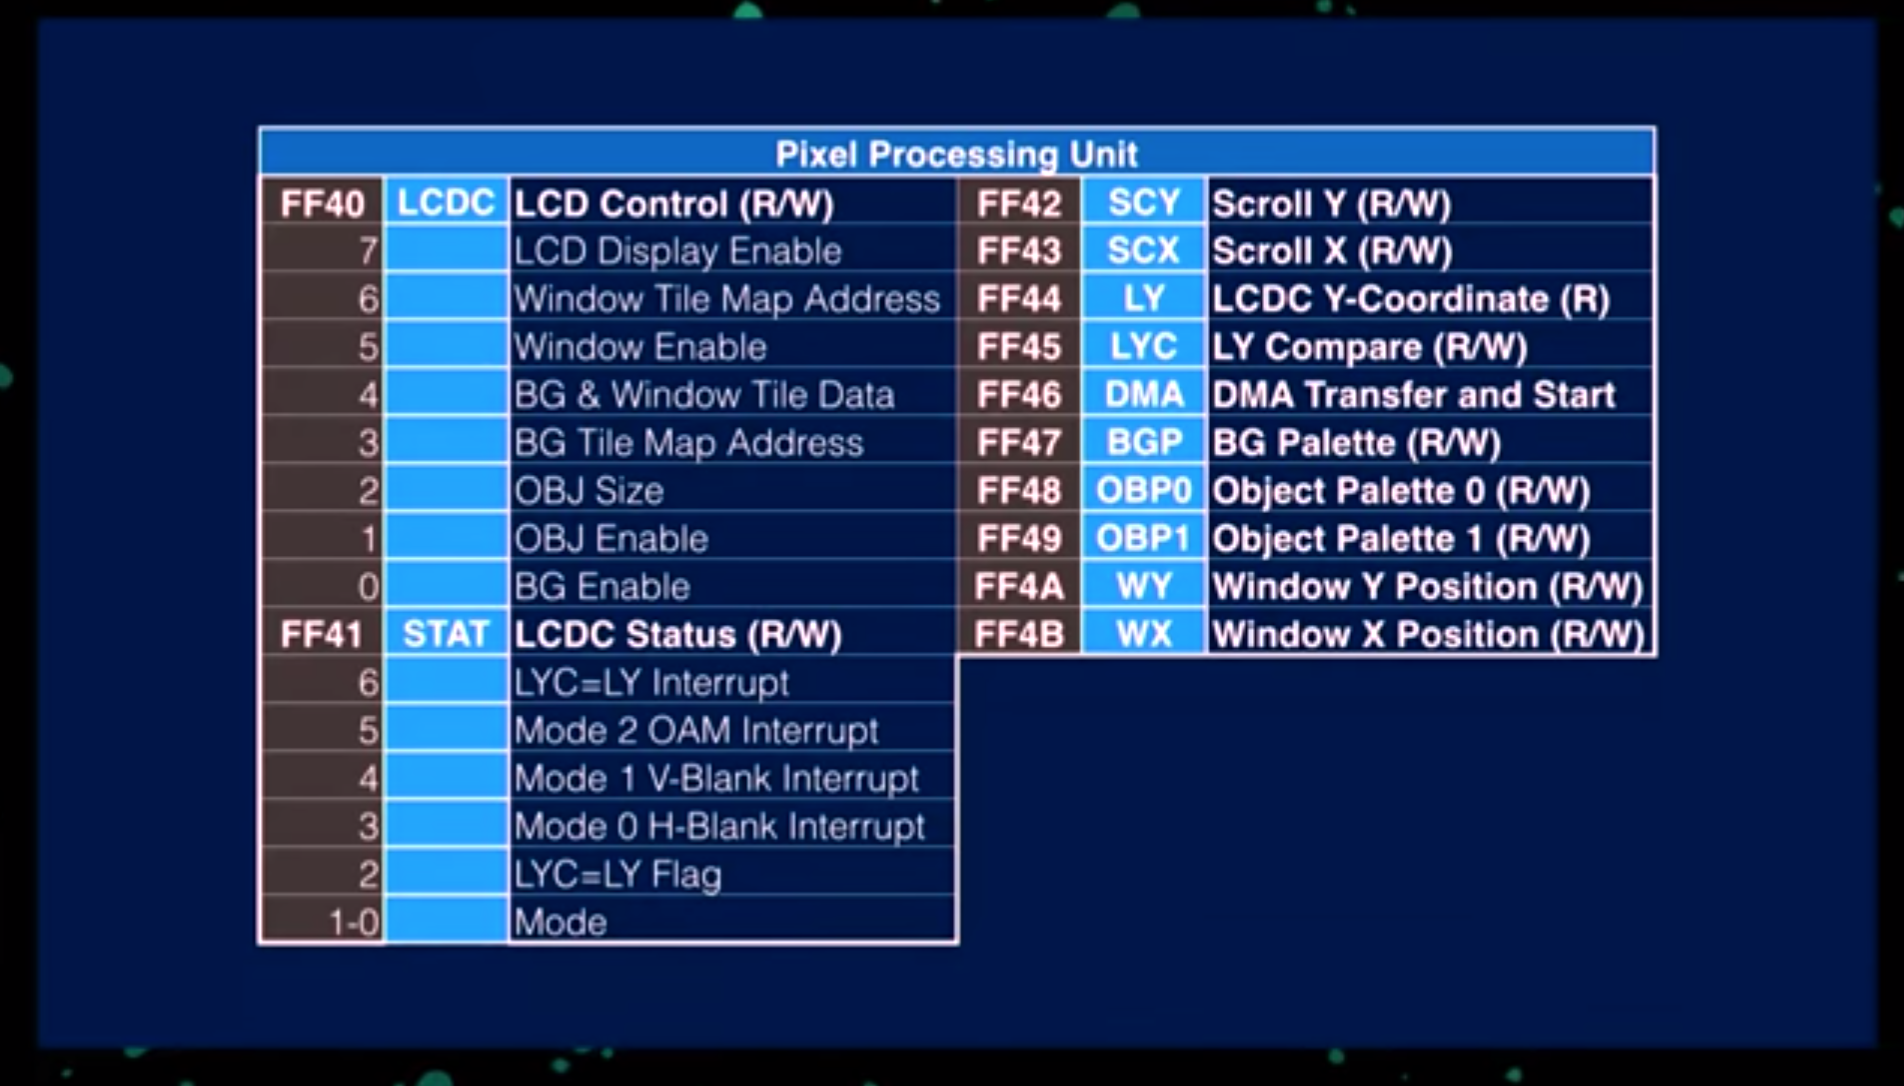 Pixel Processing Unit
FF40 LCDC LCD Control (R/W)
7 LCD Display Enable
6 Window Tile Map Address
5 Window Enable
4 BG & Window Tile Data
3 BG Tile Map Address
2 OBJ Size
1 OBJ Enable
0 BG Enable
FF41 STAT LCDC Status (R/W)
6 LYC=LY Interrupt
5 Mode 2 OAM Interrupt
4 Mode 1 V-Blank Interrupt
3 Mode 0 H-Blank Interrupt
2 LYC=LY Flag
1-0 Mode
FF42 SCY Scroll Y (R/W)
FF43 SCX Scroll X (R/W)
FF44 LY LCDC Y-Coordinate (R)
FF45 LYC LY Compare (R/W)
FF46 DMA DMA Transfer and Start
FF47 BGP BG Palette (R/W)
FF48 OBP0 Object Palette 0 (R/W)
FF49 OBP1 Object Palette 1 (R/W)
FF4A WY Window Y Position (R/W)
FF4B WX Window X Position (R/W)